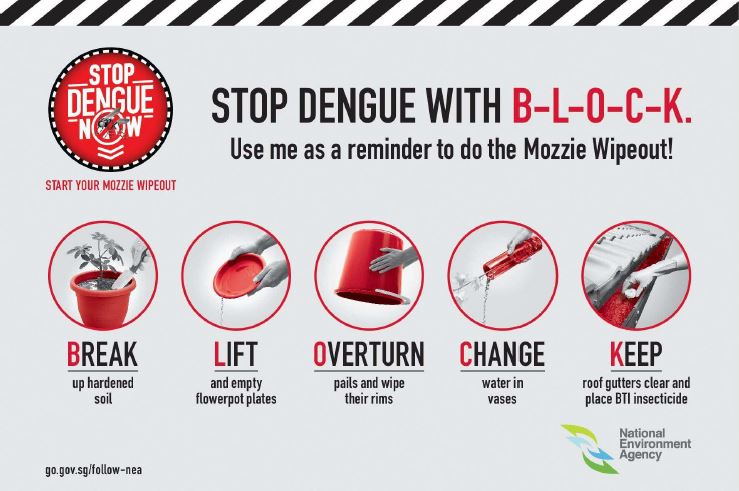 STOP
DENGUE
NOW
START YOUR MOZZIE WIPEOUT
STOP DENGUE WITH B-L-O-C-K.
Use me as a reminder to do the Mozzie Wipeout!
BREAK
up hardened
soil
LIFT
and empty
flowerpot plates
OVERTURN
pails and wipe
their rims
CHANGE
water in
vases
KEEP
roof gutters clear and
place BTI insecticide
go.gov.sg/follow-nea
National
Environment
Agency